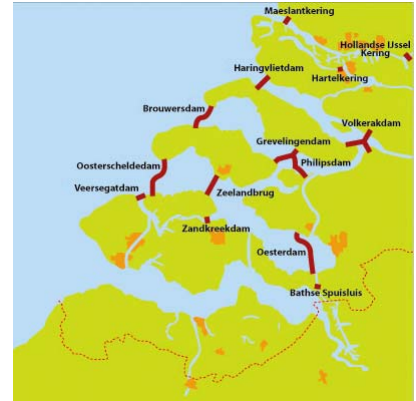 Maeslantkering
Hollandse IJssel
Kering
Haringvlietdam
Hartelkering
Brouwersdam
Volkerakdam
Grevelingendam
Philipsdam
Oosterscheldedam
Veersegatdam
Zeelandbrug
Zandkreekdam
Oesterdam
Bathse Spuisluis